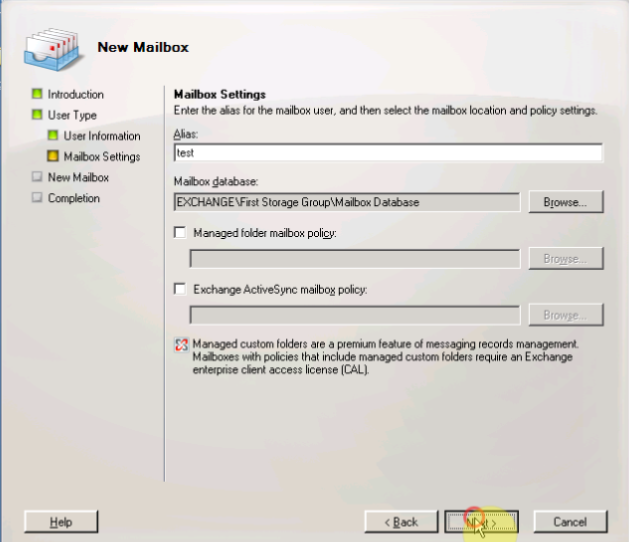 New Mailbox
Introduction
User Type
User Information
Mailbox Settings
New Mailbox
Completion
Mailbox Settings
Enter the alias for the mailbox user, and then select the mailbox location and policy settings.
Alias:
test
Mailbox database:
EXCHANGE\First Storage Group\Mailbox Database
Browse...
Managed folder mailbox policy:
Browse...
Exchange ActiveSync mailbox policy:
Browse...
Managed custom folders are a premium feature of messaging records management.
Mailboxes with policies that include managed custom folders require an Exchange
enterprise client access license (CAL).
Help
< Back
Next >
Cancel